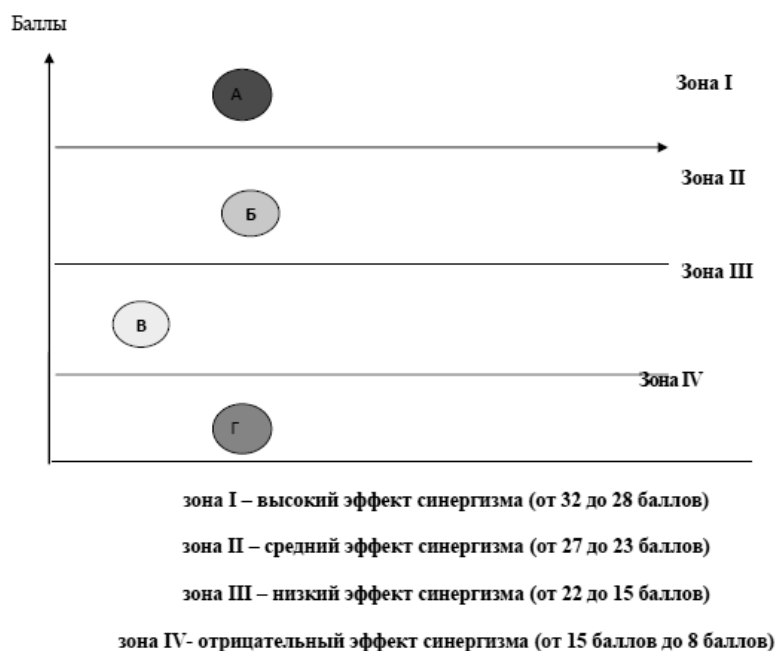 Баллы
А
Зона I
Зона II
Б
Зона III
В
Зона IV
Г
зона I – высокий эффект синергизма (от 32 до 28 баллов)
зона II – средний эффект синергизма (от 27 до 23 баллов)
зона III – низкий эффект синергизма (от 22 до 15 баллов)
зона IV- отрицательный эффект синергизма (от 15 баллов до 8 баллов)